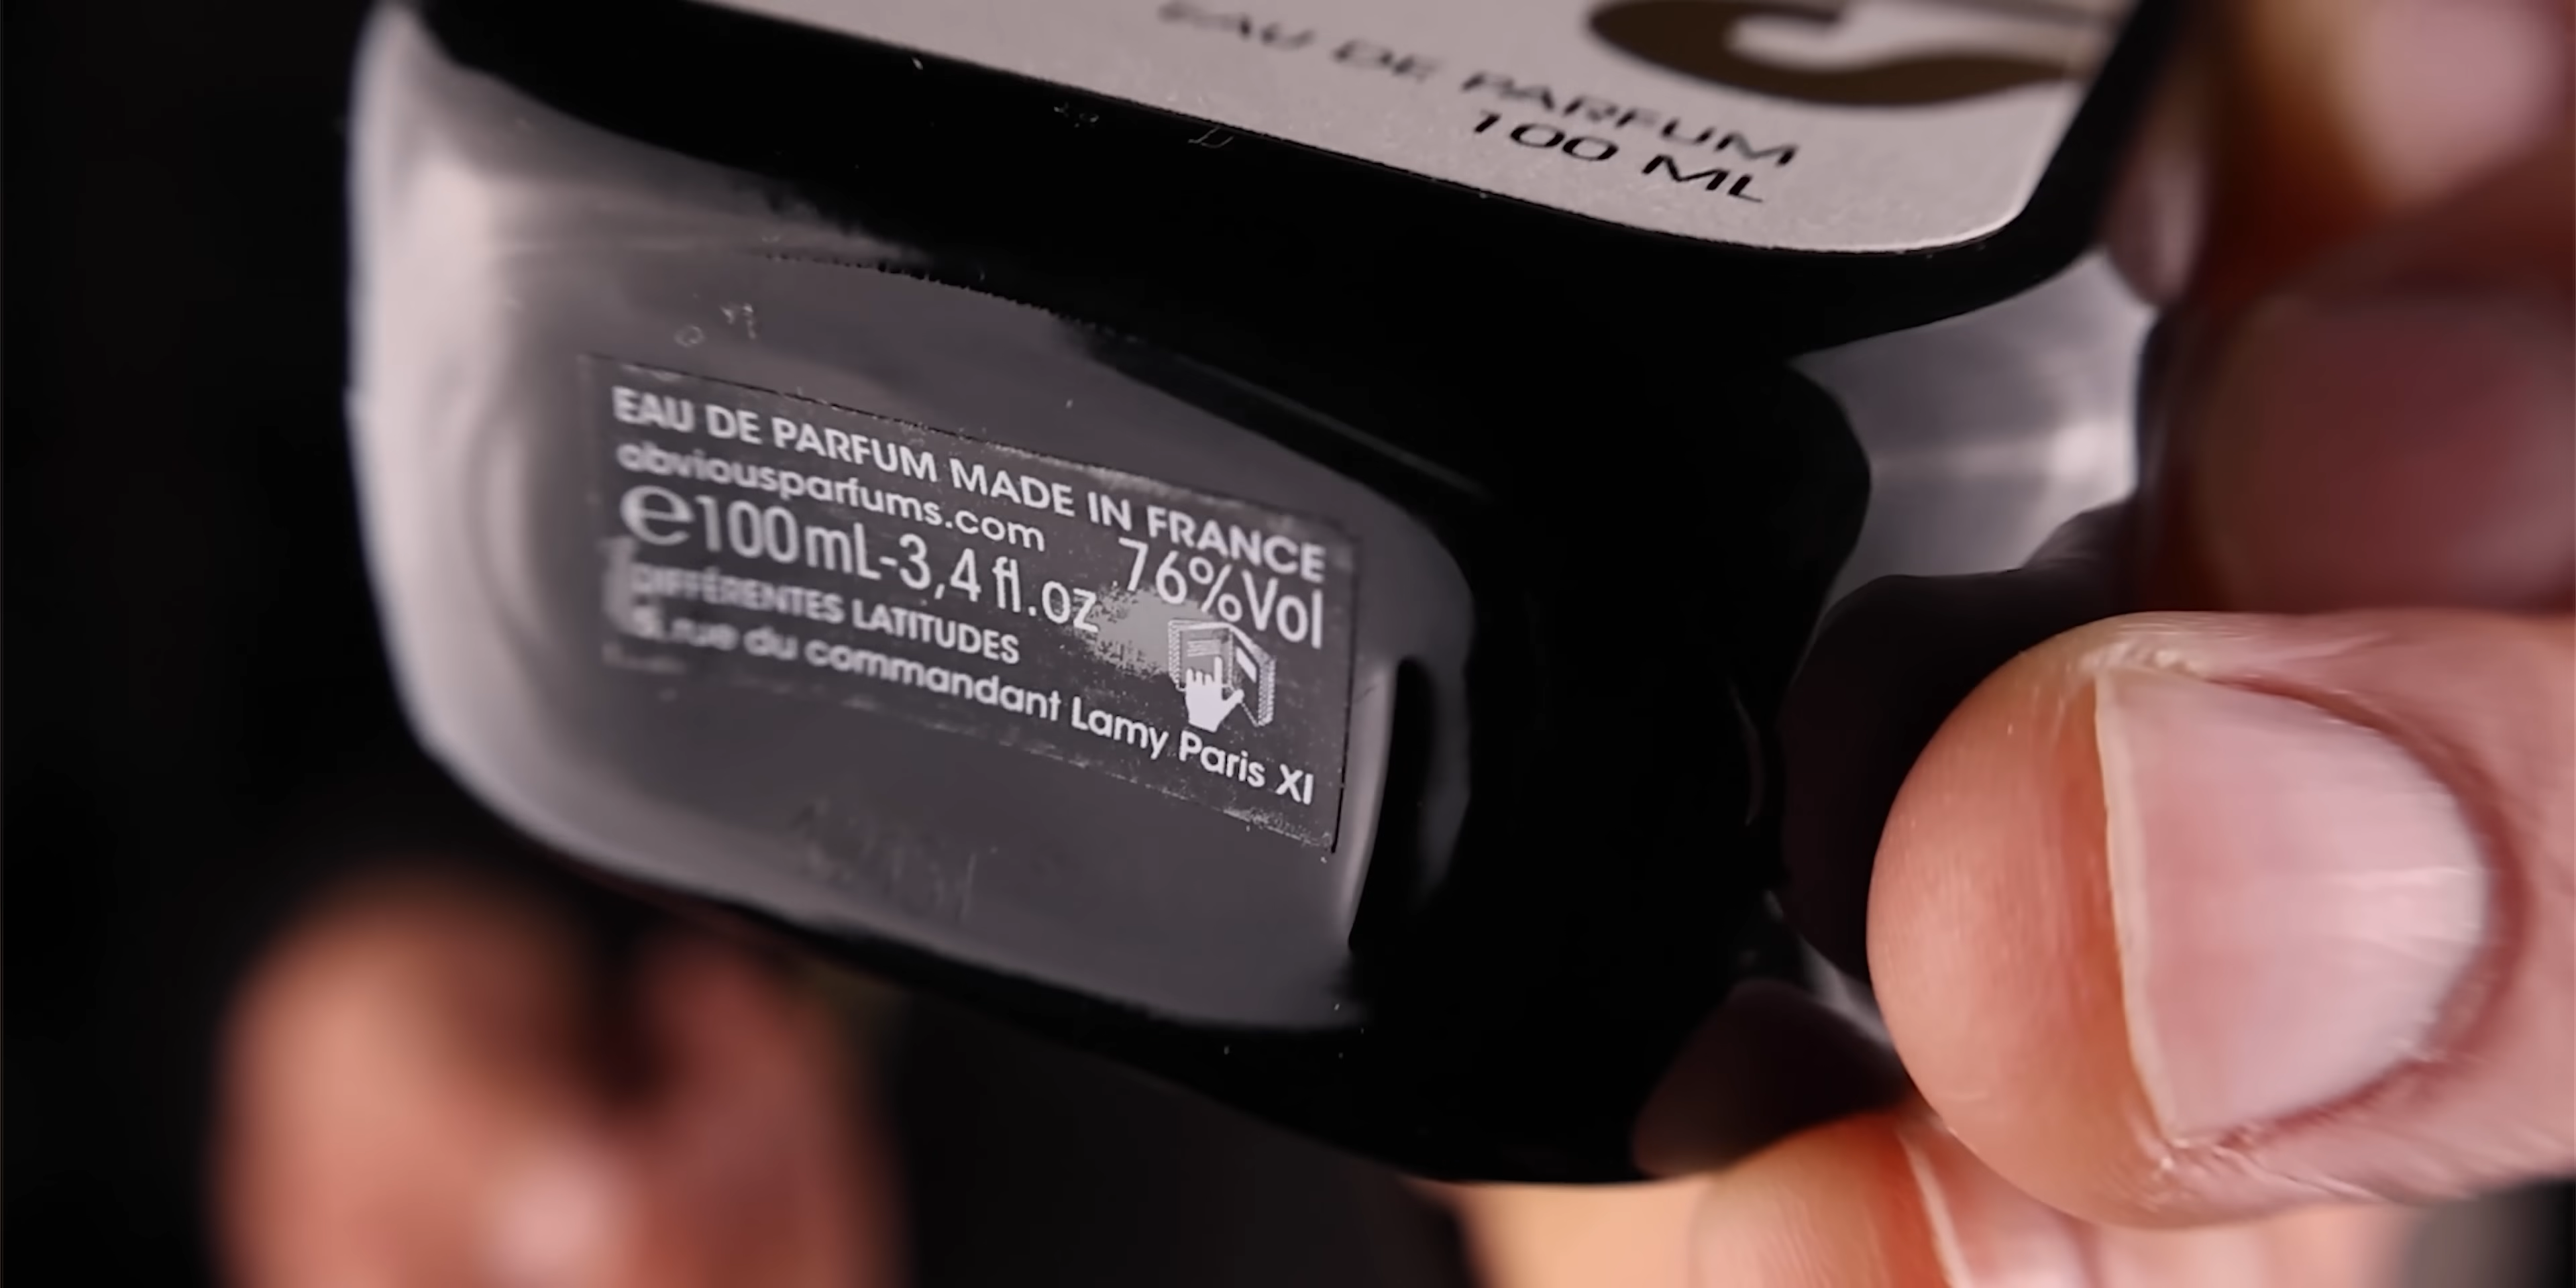 EAU DE PARFUM
100 ML
EAU DE PARFUM MADE IN FRANCE
obviousparfums.com
℮100mL-3,4 fl.oz 76%Vol
DIFFÉRENTES LATITUDES
rue du commandant Lamy Paris XI